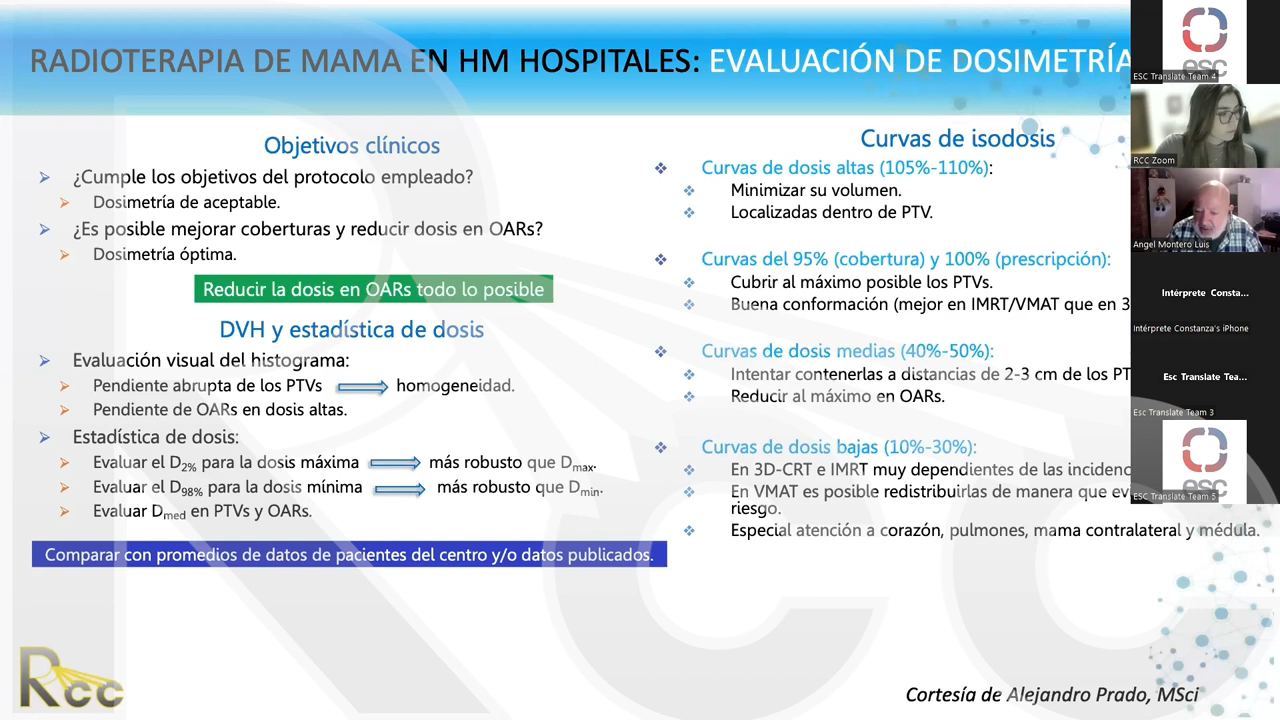 RADIOTERAPIA DE MAMA EN HM HOSPITALES: EVALUACIÓN DE DOSIMETRÍA
Objetivos clínicos
¿Cumple los objetivos del protocolo empleado?
Dosimetría de aceptable.
¿Es posible mejorar coberturas y reducir dosis en OARs?
Dosimetría óptima.
Reducir la dosis en OARs todo lo posible
DVH y estadística de dosis
Evaluación visual del histograma:
Pendiente abrupta de los PTVs homogeneidad.
Pendiente de OARs en dosis altas.
Estadística de dosis:
Evaluar el D2% para la dosis máxima más robusto que Dmax.
Evaluar el D98% para la dosis mínima más robusto que Dmin.
Evaluar Dmed en PTVs y OARs.
Comparar con promedios de datos de pacientes del centro y/o datos publicados.
Curvas de isodosis
Curvas de dosis altas (105%-110%):
Minimizar su volumen.
Localizadas dentro de PTV.
Curvas del 95% (cobertura) y 100% (prescripción):
Cubrir al máximo posible los PTVs.
Buena conformación (mejor en IMRT/VMAT que en 3
Curvas de dosis medias (40%-50%):
Intentar contenerlas a distancias de 2-3 cm de los PT
Reducir al máximo en OARs.
Curvas de dosis bajas (10%-30%):
En 3D-CRT e IMRT muy dependientes de las incidenc
En VMAT es posible redistribuirlas de manera que evi
riesgo.
Especial atención a corazón, pulmones, mama contralateral y médula.
Rcc
Cortesía de Alejandro Prado, MSci
esc
ESC Translate Team 4
RCC Zoom
Angel Montero Luis
Intérprete Consta...
Intérprete Constanza's iPhone
Esc Translate Tea...
Esc Translate Team 3
esc
ESC Translate Team 5